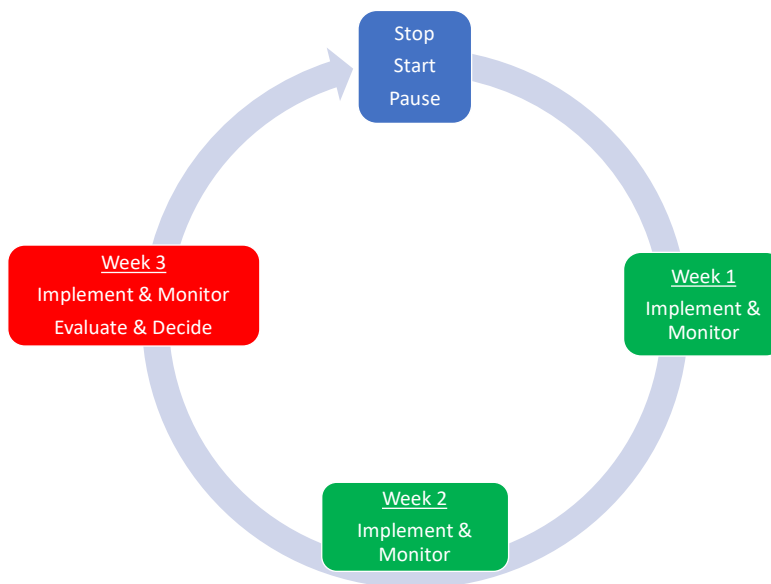 Stop
Start
Pause
Week 1
Implement &
Monitor
Week 2
Implement &
Monitor
Week 3
Implement & Monitor
Evaluate & Decide